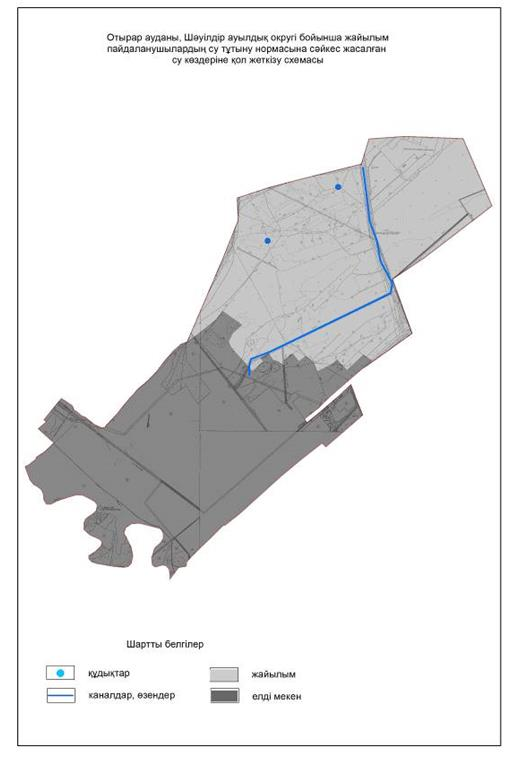 Отырар ауданы, Шәуілдір ауылдық округі бойынша жайылым
пайдаланушылардың су тұтыну нормасына сәйкес жасалған
су көздеріне қол жеткізу схемасы
Шартты белгілер
құдықтар
жайылым
каналдар, өзендер
елді мекен